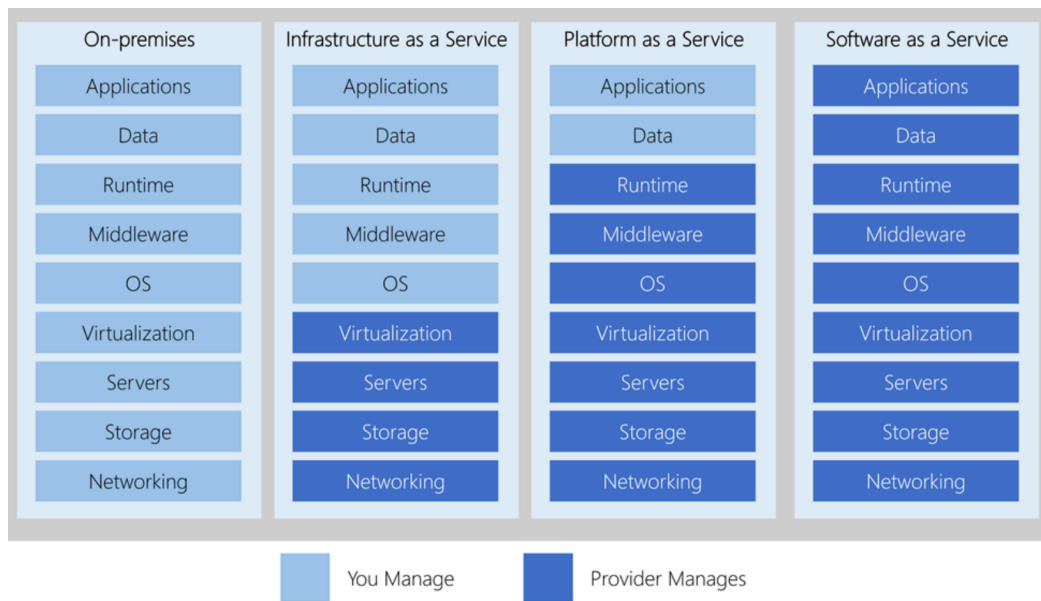 On-premises
Applications
Data
Runtime
Middleware
OS
Virtualization
Servers
Storage
Networking
Infrastructure as a Service
Applications
Data
Runtime
Middleware
OS
Virtualization
Servers
Storage
Networking
Platform as a Service
Applications
Data
Runtime
Middleware
OS
Virtualization
Servers
Storage
Networking
Software as a Service
Applications
Data
Runtime
Middleware
OS
Virtualization
Servers
Storage
Networking
You Manage
Provider Manages